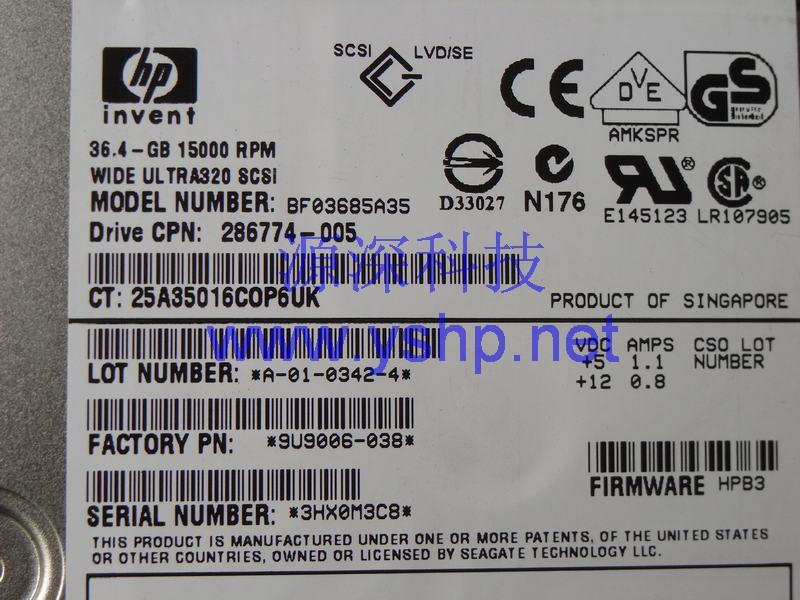 hp
invent
SCSI LVD/SE
36.4-GB 15000 RPM
WIDE ULTRA320 SCSI
MODEL NUMBER: BF03685A35
Drive CPN: 286774-005
CE
DVE
AMKSPR
GS
D33027
N176
E145123
LR107905
源深科技
CT: 25A35016COP6UK
PRODUCT OF SINGAPORE
www.yshp.net
LOT NUMBER: *A-01-0342-4*
VDC AMPS CSO LOT
+5 1.1 NUMBER
+12 0.8
FACTORY PN: *9U9006-038*
FIRMWARE HPB3
SERIAL NUMBER: *3HX0M3C8*
THIS PRODUCT IS MANUFACTURED UNDER ONE OR MORE PATENTS, OF THE UNITED STATES
OR OTHER COUNTRIES, OWNED OR LICENSED BY SEAGATE TECHNOLOGY LLC.